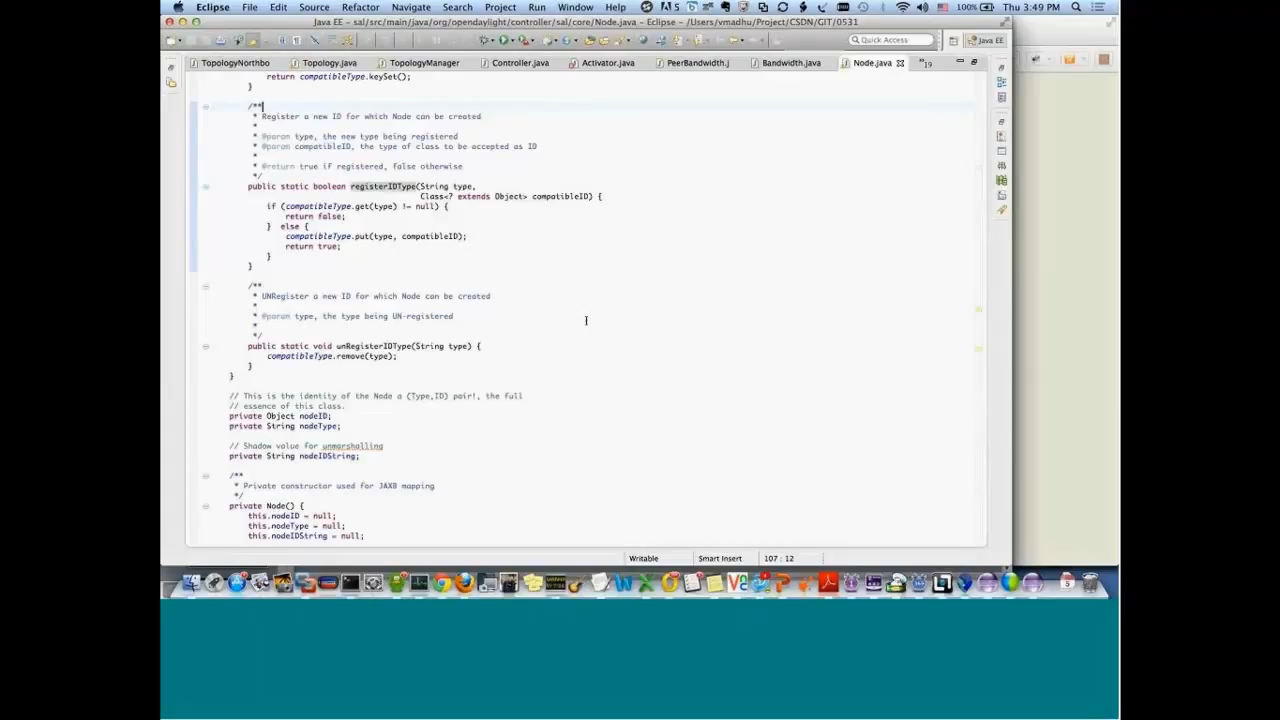 Eclipse File Edit Source Refactor Navigate Search Project Run Window Help 5 100% Thu 3:49 PM
Java EE - sal/src/main/java/org/opendaylight/controller/sal/core/Node.java - Eclipse - /Users/vmadhu/Project/CSDN/GIT/0531
Quick Access Java EE
TopologyNorthbo Topology.java TopologyManager Controller.java Activator.java PeerBandwidth.j Bandwidth.java Node.java »19
return compatibleType.keySet();
}
/**
* Register a new ID for which Node can be created
*
* @param type, the new type being registered
* @param compatibleID, the type of class to be accepted as ID
*
* @return true if registered, false otherwise
*/
public static boolean registerIDType(String type,
Class<? extends Object> compatibleID) {
if (compatibleType.get(type) != null) {
return false;
} else {
compatibleType.put(type, compatibleID);
return true;
}
}
/**
* UNRegister a new ID for which Node can be created
*
* @param type, the type being UN-registered
*
*/
public static void unRegisterIDType(String type) {
compatibleType.remove(type);
}
}
// This is the identity of the Node a (Type,ID) pair!, the full
// essence of this class.
private Object nodeID;
private String nodeType;
// Shadow value for unmarshalling
private String nodeIDString;
/**
* Private constructor used for JAXB mapping
*/
private Node() {
this.nodeID = null;
this.nodeType = null;
this.nodeIDString = null;
Writable Smart Insert 107 : 12